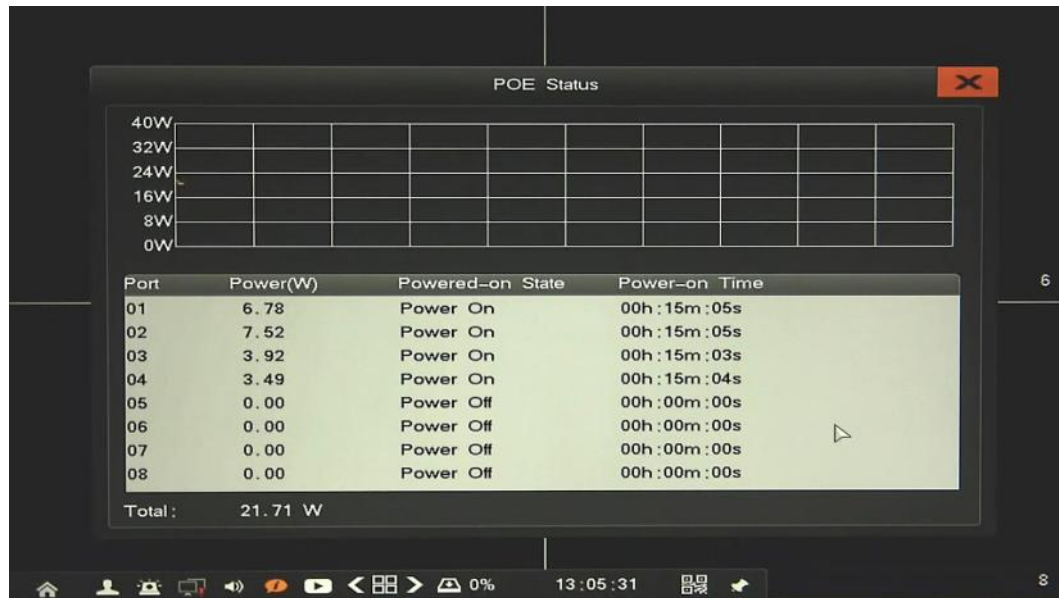 POE Status
40W
32W
24W
16W
8W
0W
Port Power(W) Powered-on State Power-on Time
01 6.78 Power On 00h:15m:05s
02 7.52 Power On 00h:15m:05s
03 3.92 Power On 00h:15m:03s
04 3.49 Power On 00h:15m:04s
05 0.00 Power Off 00h:00m:00s
06 0.00 Power Off 00h:00m:00s
07 0.00 Power Off 00h:00m:00s
08 0.00 Power Off 00h:00m:00s
Total: 21.71 W
6
0% 13:05:31
8